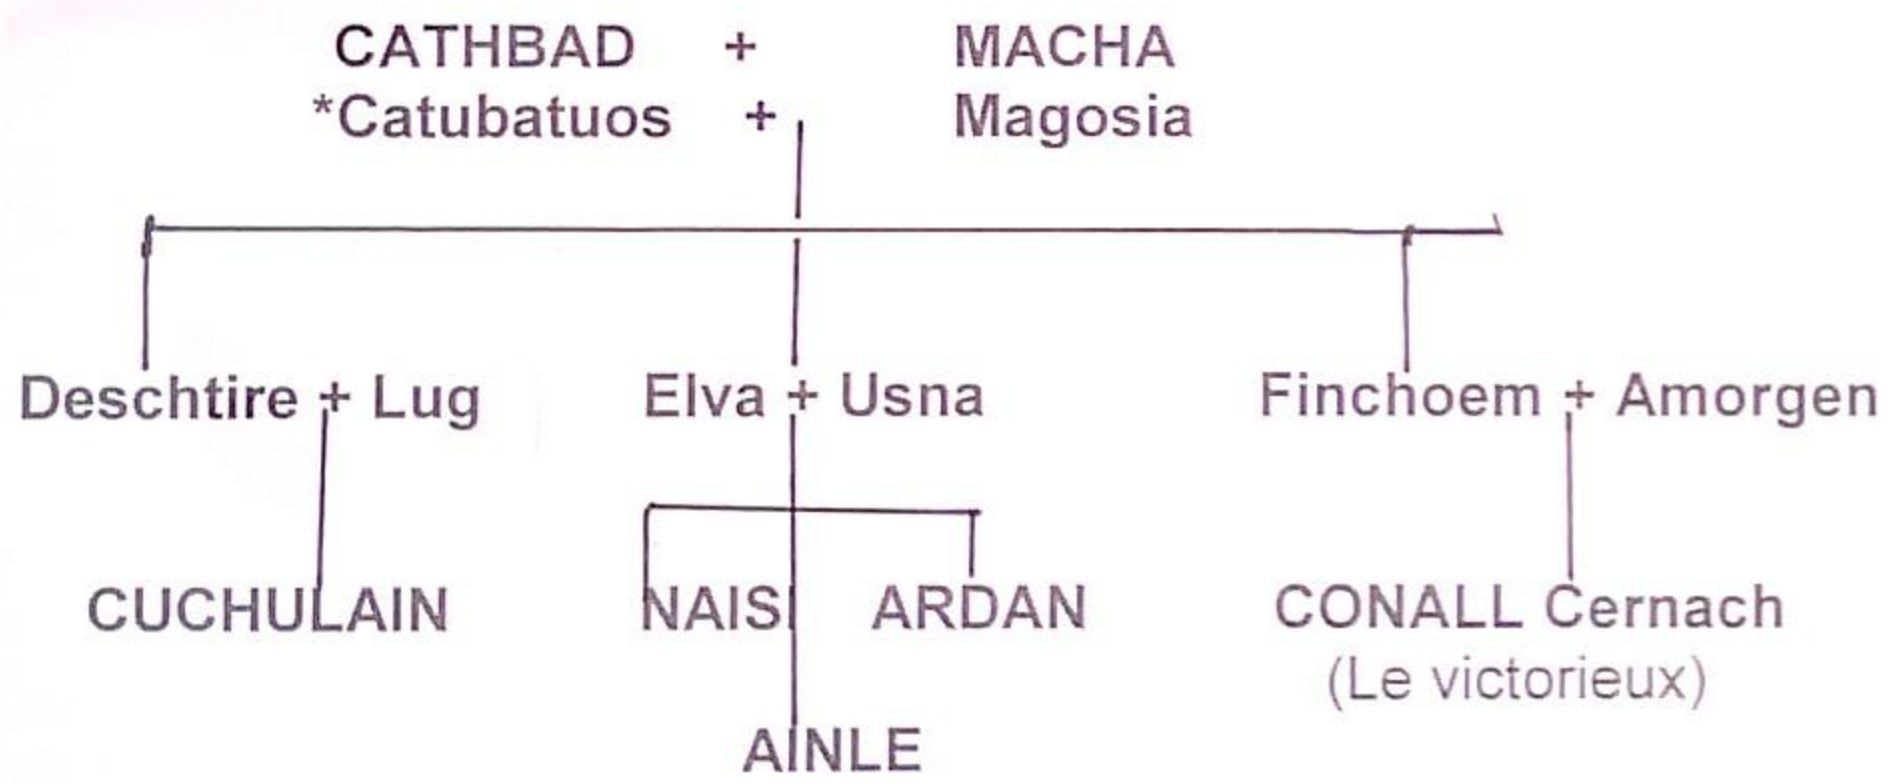 CATHBAD + MACHA
*Catubatuos + Magosia
Deschtire + Lug Elva + Usna Finchoem + Amorgen
CUCHULAIN NAISI ARDAN CONALL Cernach
(Le victorieux)
AINLE